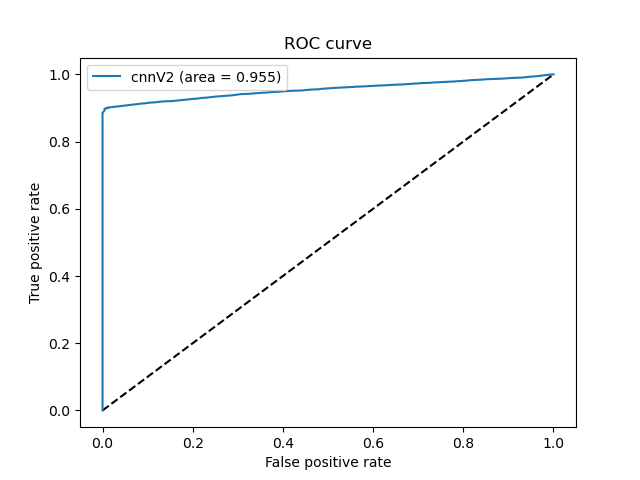 ROC curve
cnnV2 (area = 0.955)
1.0
0.8
0.6
0.4
0.2
0.0
True positive rate
0.0 0.2 0.4 0.6 0.8 1.0
False positive rate